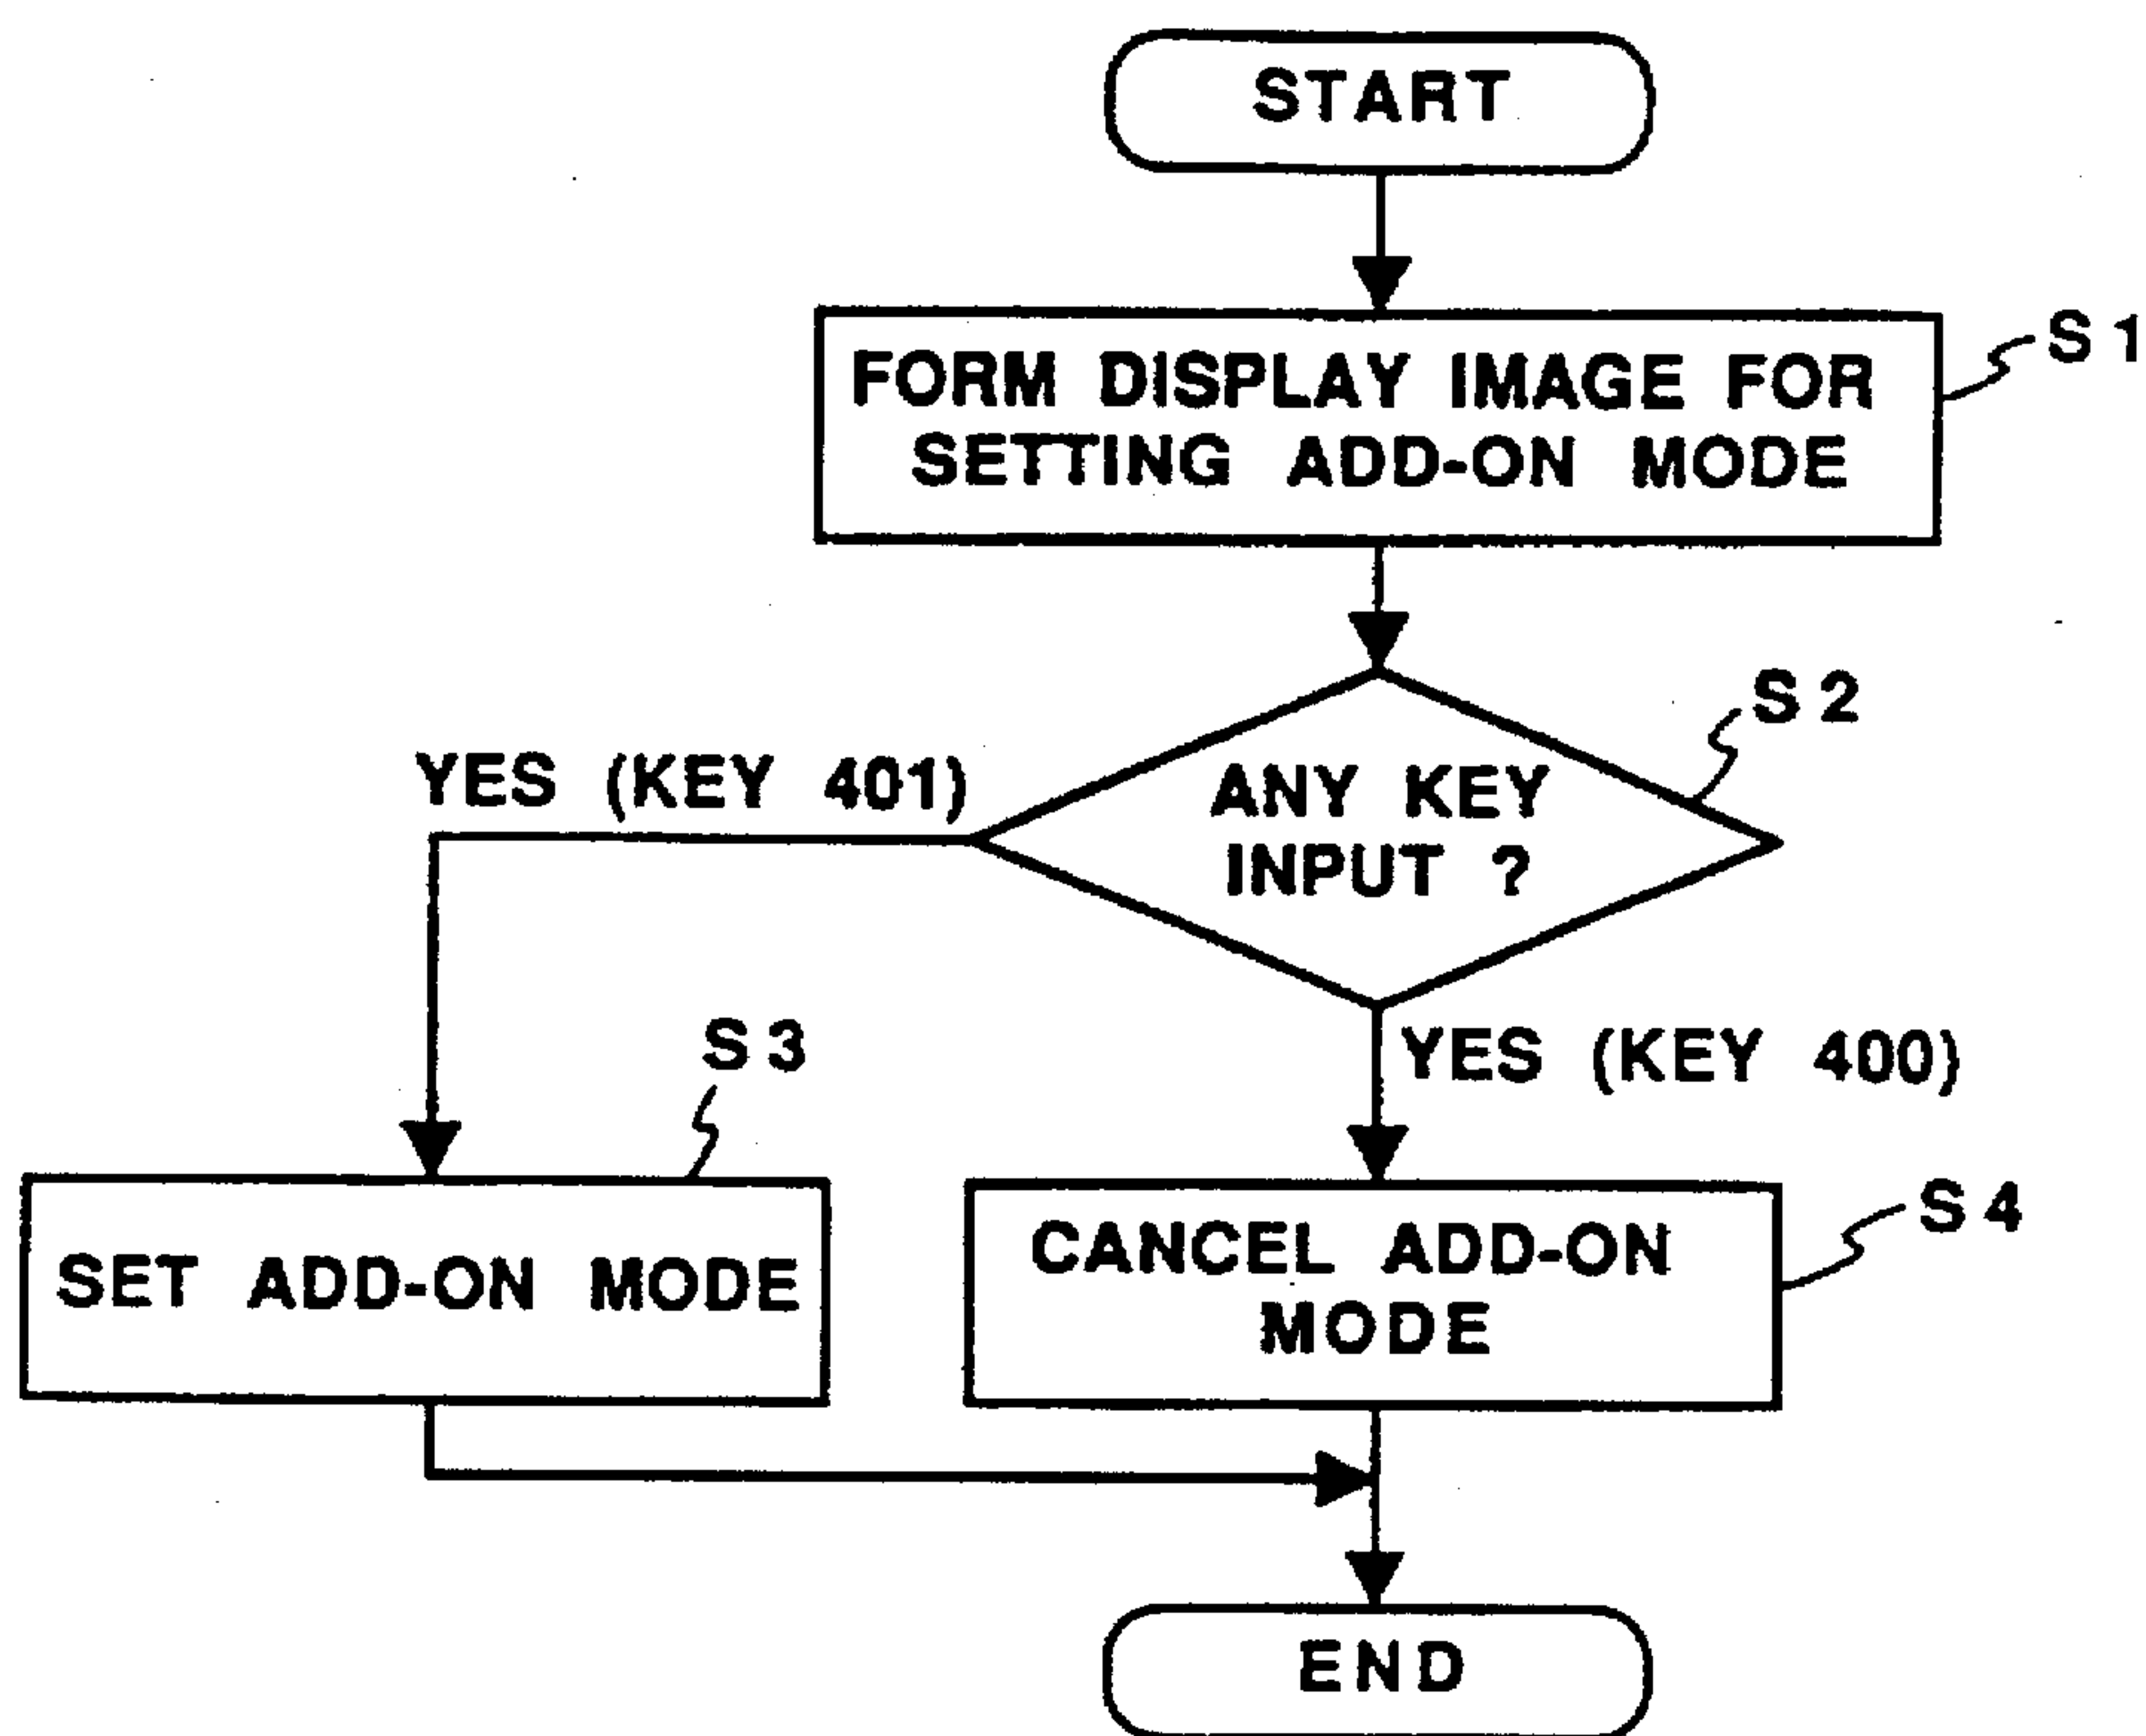 START
FORM DISPLAY IMAGE FOR
SETTING ADD-ON MODE
S1
S2
ANY KEY
INPUT ?
YES (KEY 401)
YES (KEY 400)
S3
SET ADD-ON MODE
S4
CANCEL ADD-ON
MODE
END